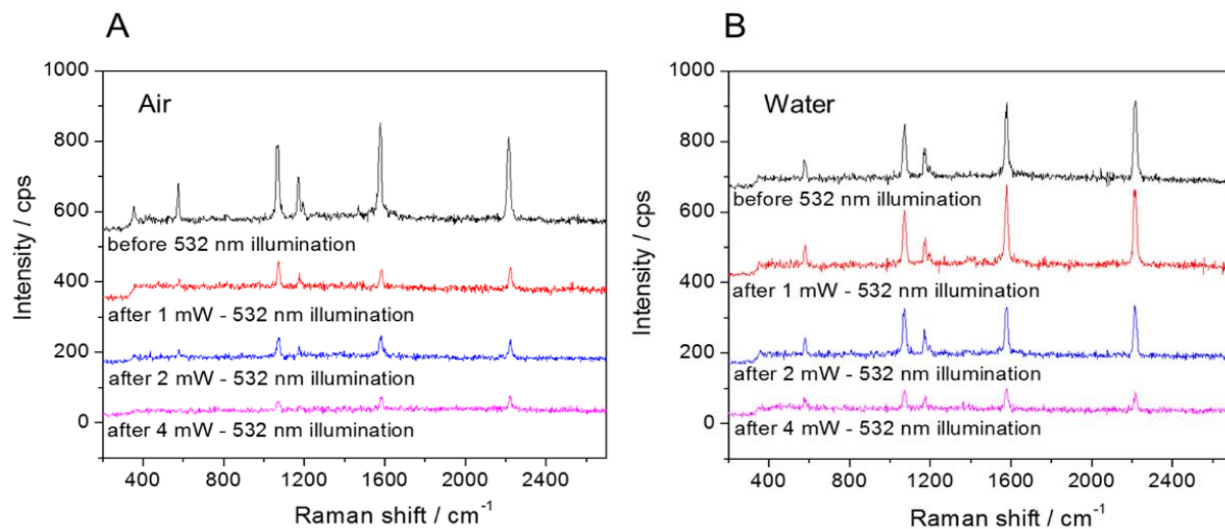 A
1000
800
600
400
200
0
Intensity / cps
Air
before 532 nm illumination
after 1 mW - 532 nm illumination
after 2 mW - 532 nm illumination
after 4 mW - 532 nm illumination
400 800 1200 1600 2000 2400
Raman shift / cm⁻¹
B
1000
800
600
400
200
0
Intensity / cps
Water
before 532 nm illumination
after 1 mW - 532 nm illumination
after 2 mW - 532 nm illumination
after 4 mW - 532 nm illumination
400 800 1200 1600 2000 2400
Raman shift / cm⁻¹